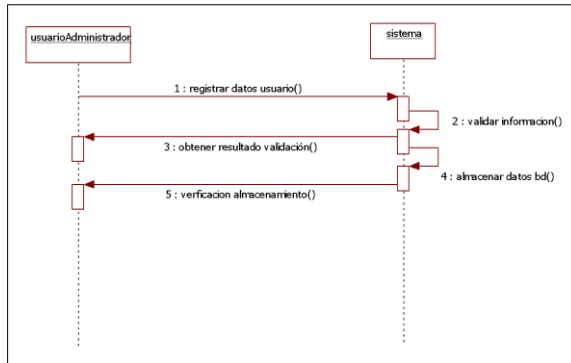 usuarioAdministrador
sistema
1 : registrar datos usuario()
2 : validar informacion()
3 : obtener resultado validación()
4 : almacenar datos bd()
5 : verficacion almacenamiento()